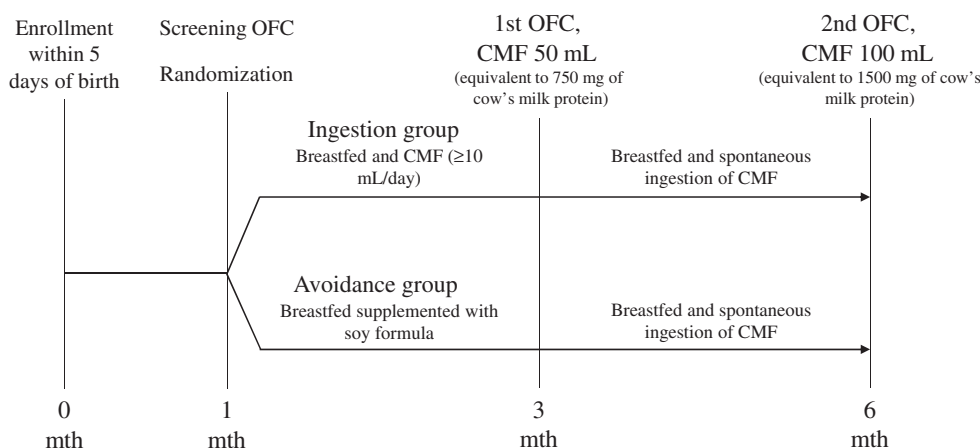 Enrollment
within 5
days of birth
Screening OFC
Randomization
1st OFC,
CMF 50 mL
(equivalent to 750 mg of
cow's milk protein)
2nd OFC,
CMF 100 mL
(equivalent to 1500 mg of cow's
milk protein)
Ingestion group
Breastfed and CMF (≥10
mL/day)
Breastfed and spontaneous
ingestion of CMF
Avoidance group
Breastfed supplemented with
soy formula
Breastfed and spontaneous
ingestion of CMF
0
mth
1
mth
3
mth
6
mth